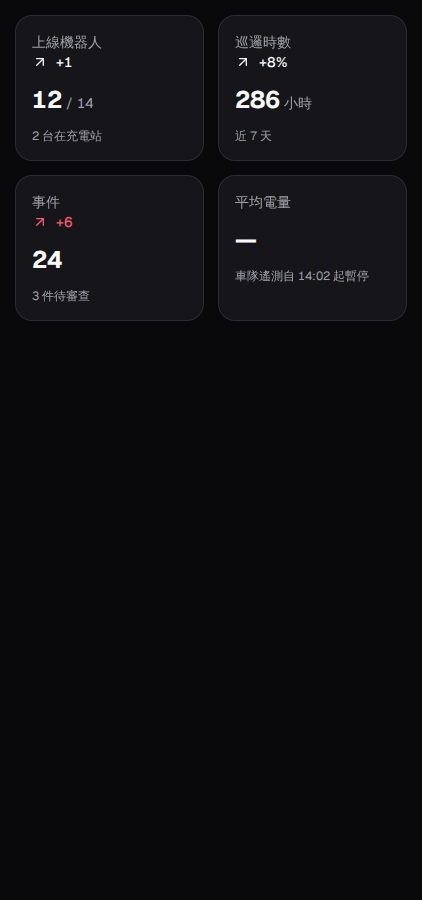 上線機器人
+1
12 / 14
2 台在充電站
巡邏時數
+8%
286 小時
近 7 天
事件
+6
24
3 件待審查
平均電量
—
車隊遙測自 14:02 起暫停